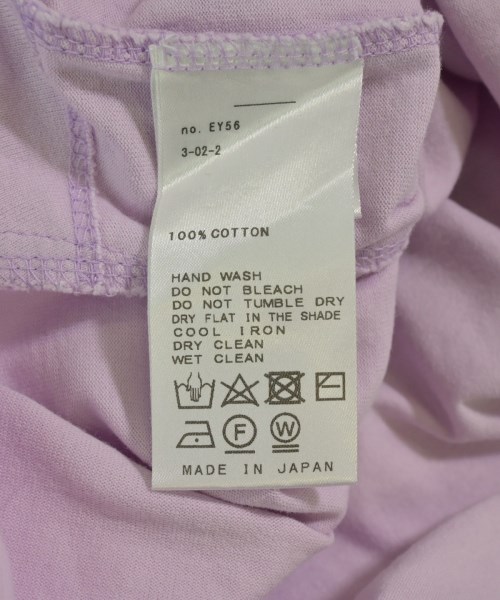 no. EY56
3-02-2
100% COTTON
HAND WASH
DO NOT BLEACH
DO NOT TUMBLE DRY
DRY FLAT IN THE SHADE
COOL IRON
DRY CLEAN
WET CLEAN
F W
MADE IN JAPAN